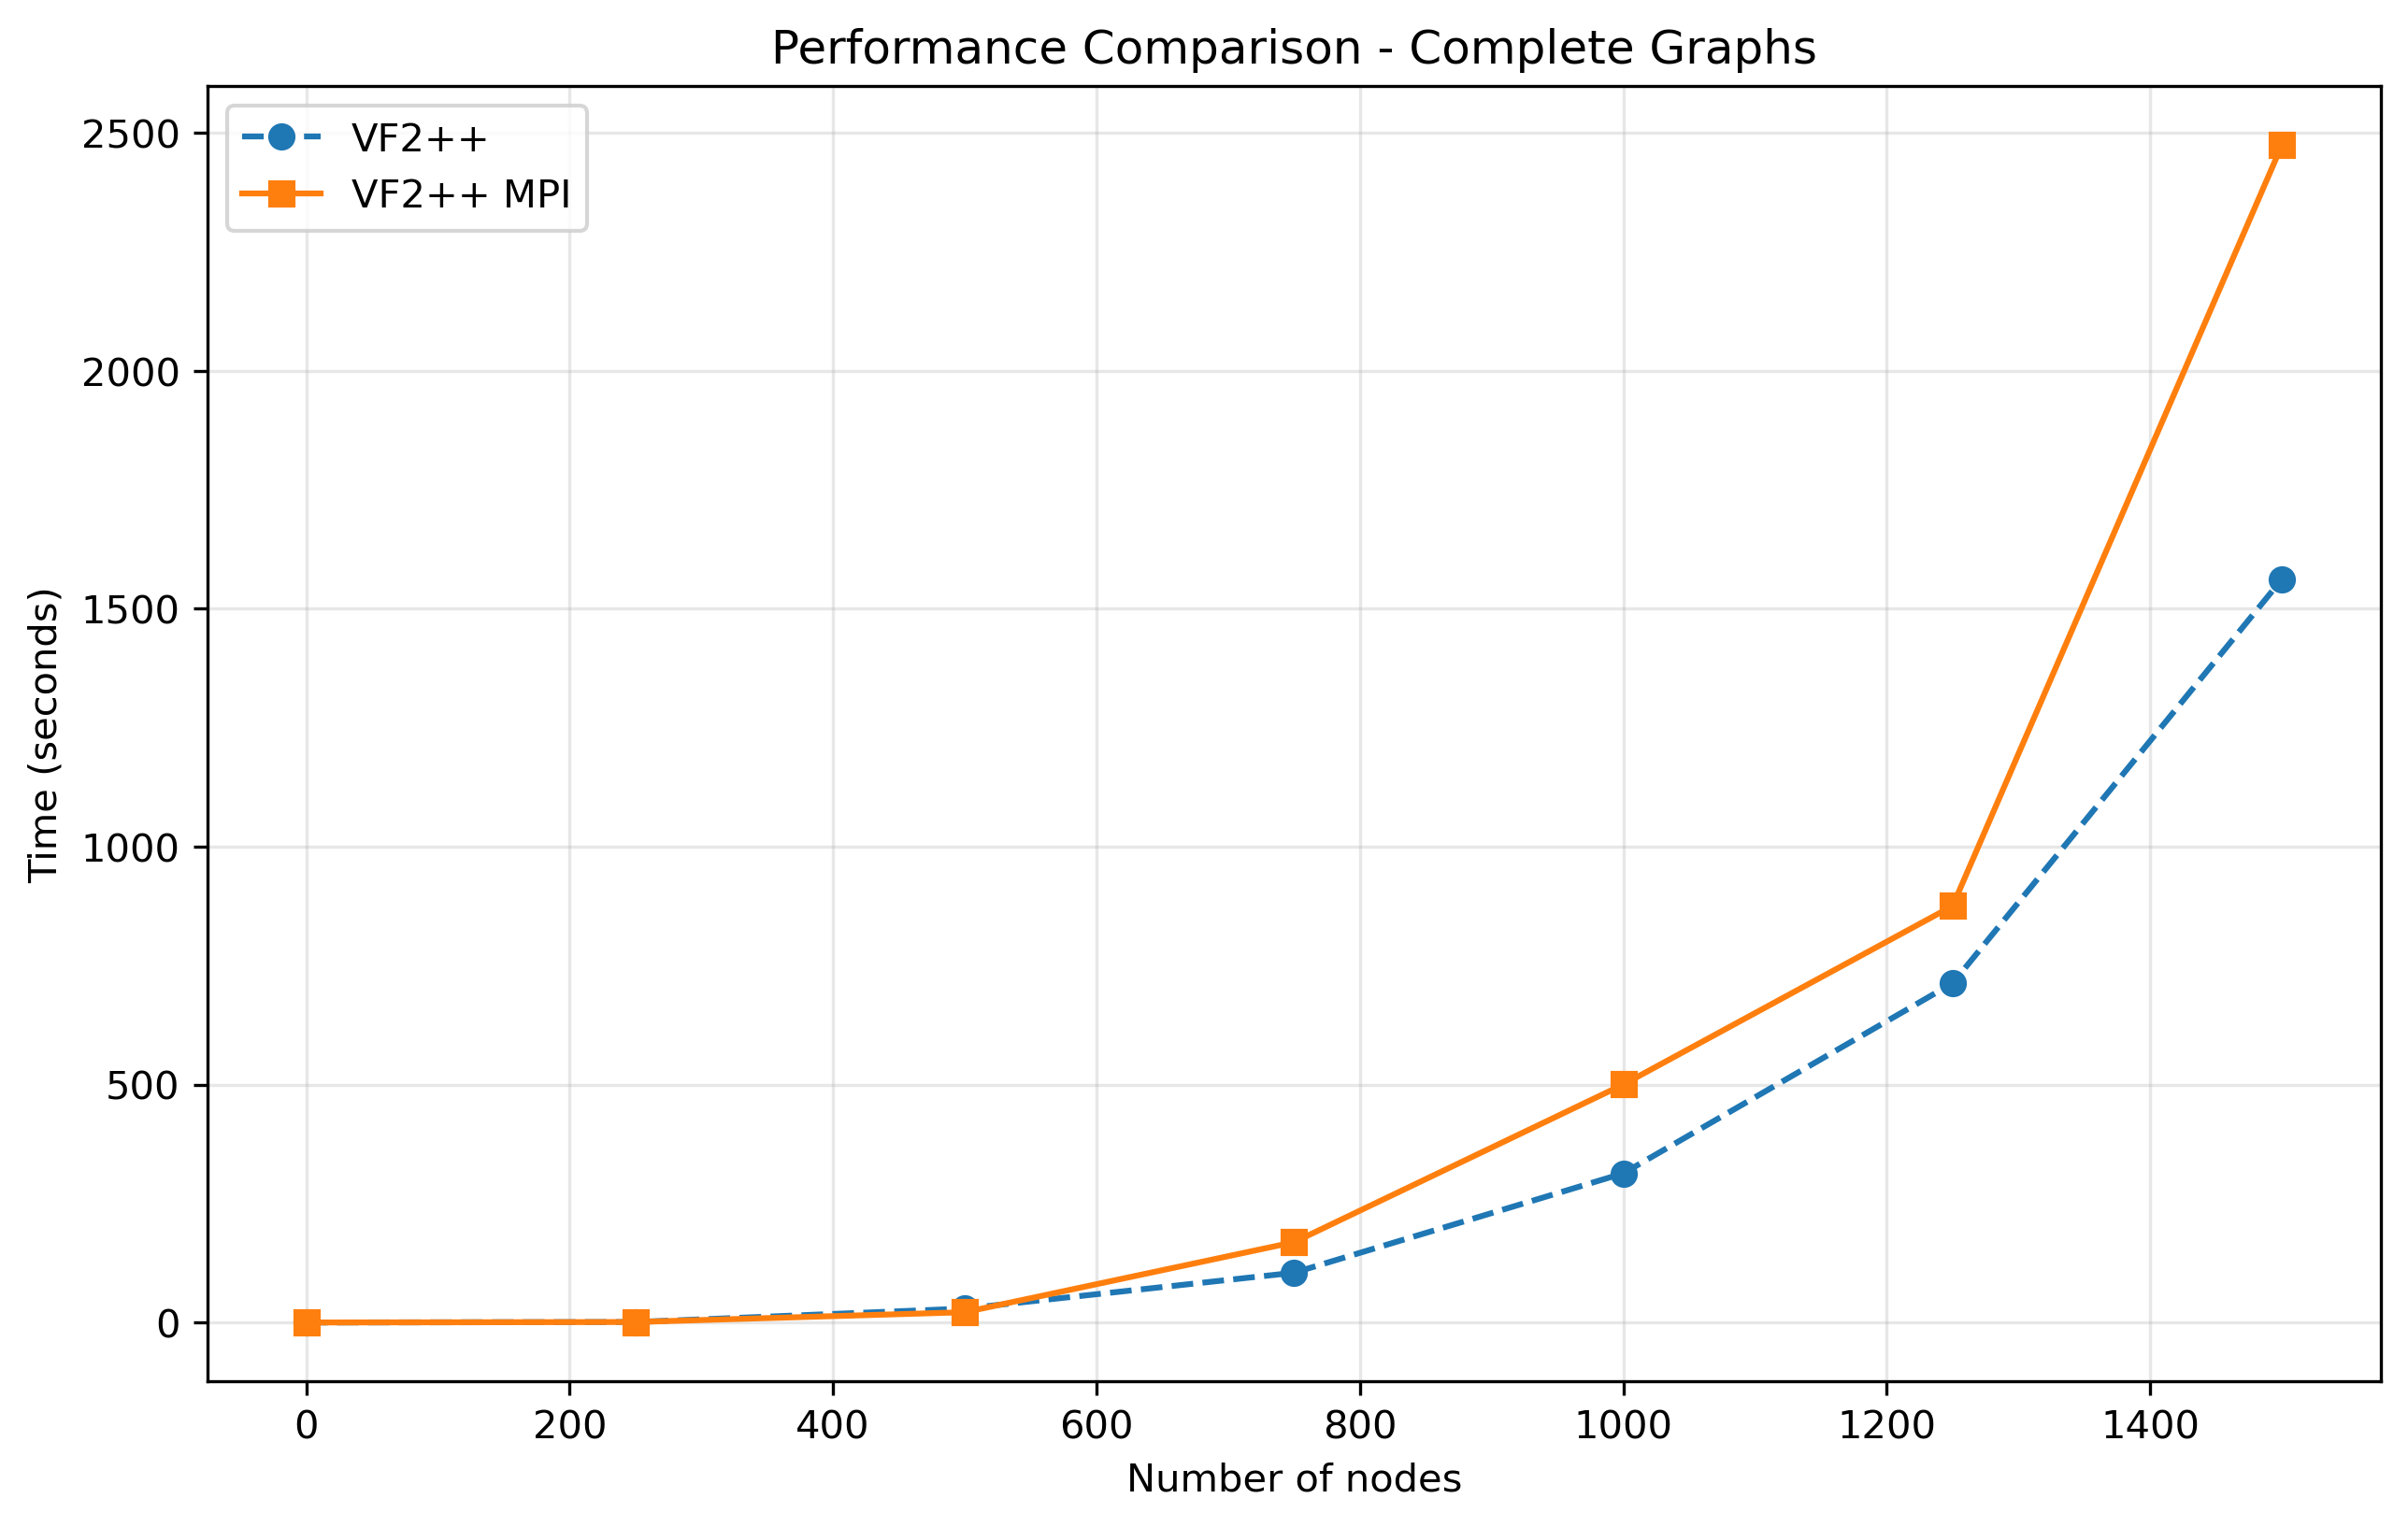 Performance Comparison - Complete Graphs
VF2++
VF2++ MPI
Time (seconds)
2500
2000
1500
1000
500
0
0 200 400 600 800 1000 1200 1400
Number of nodes